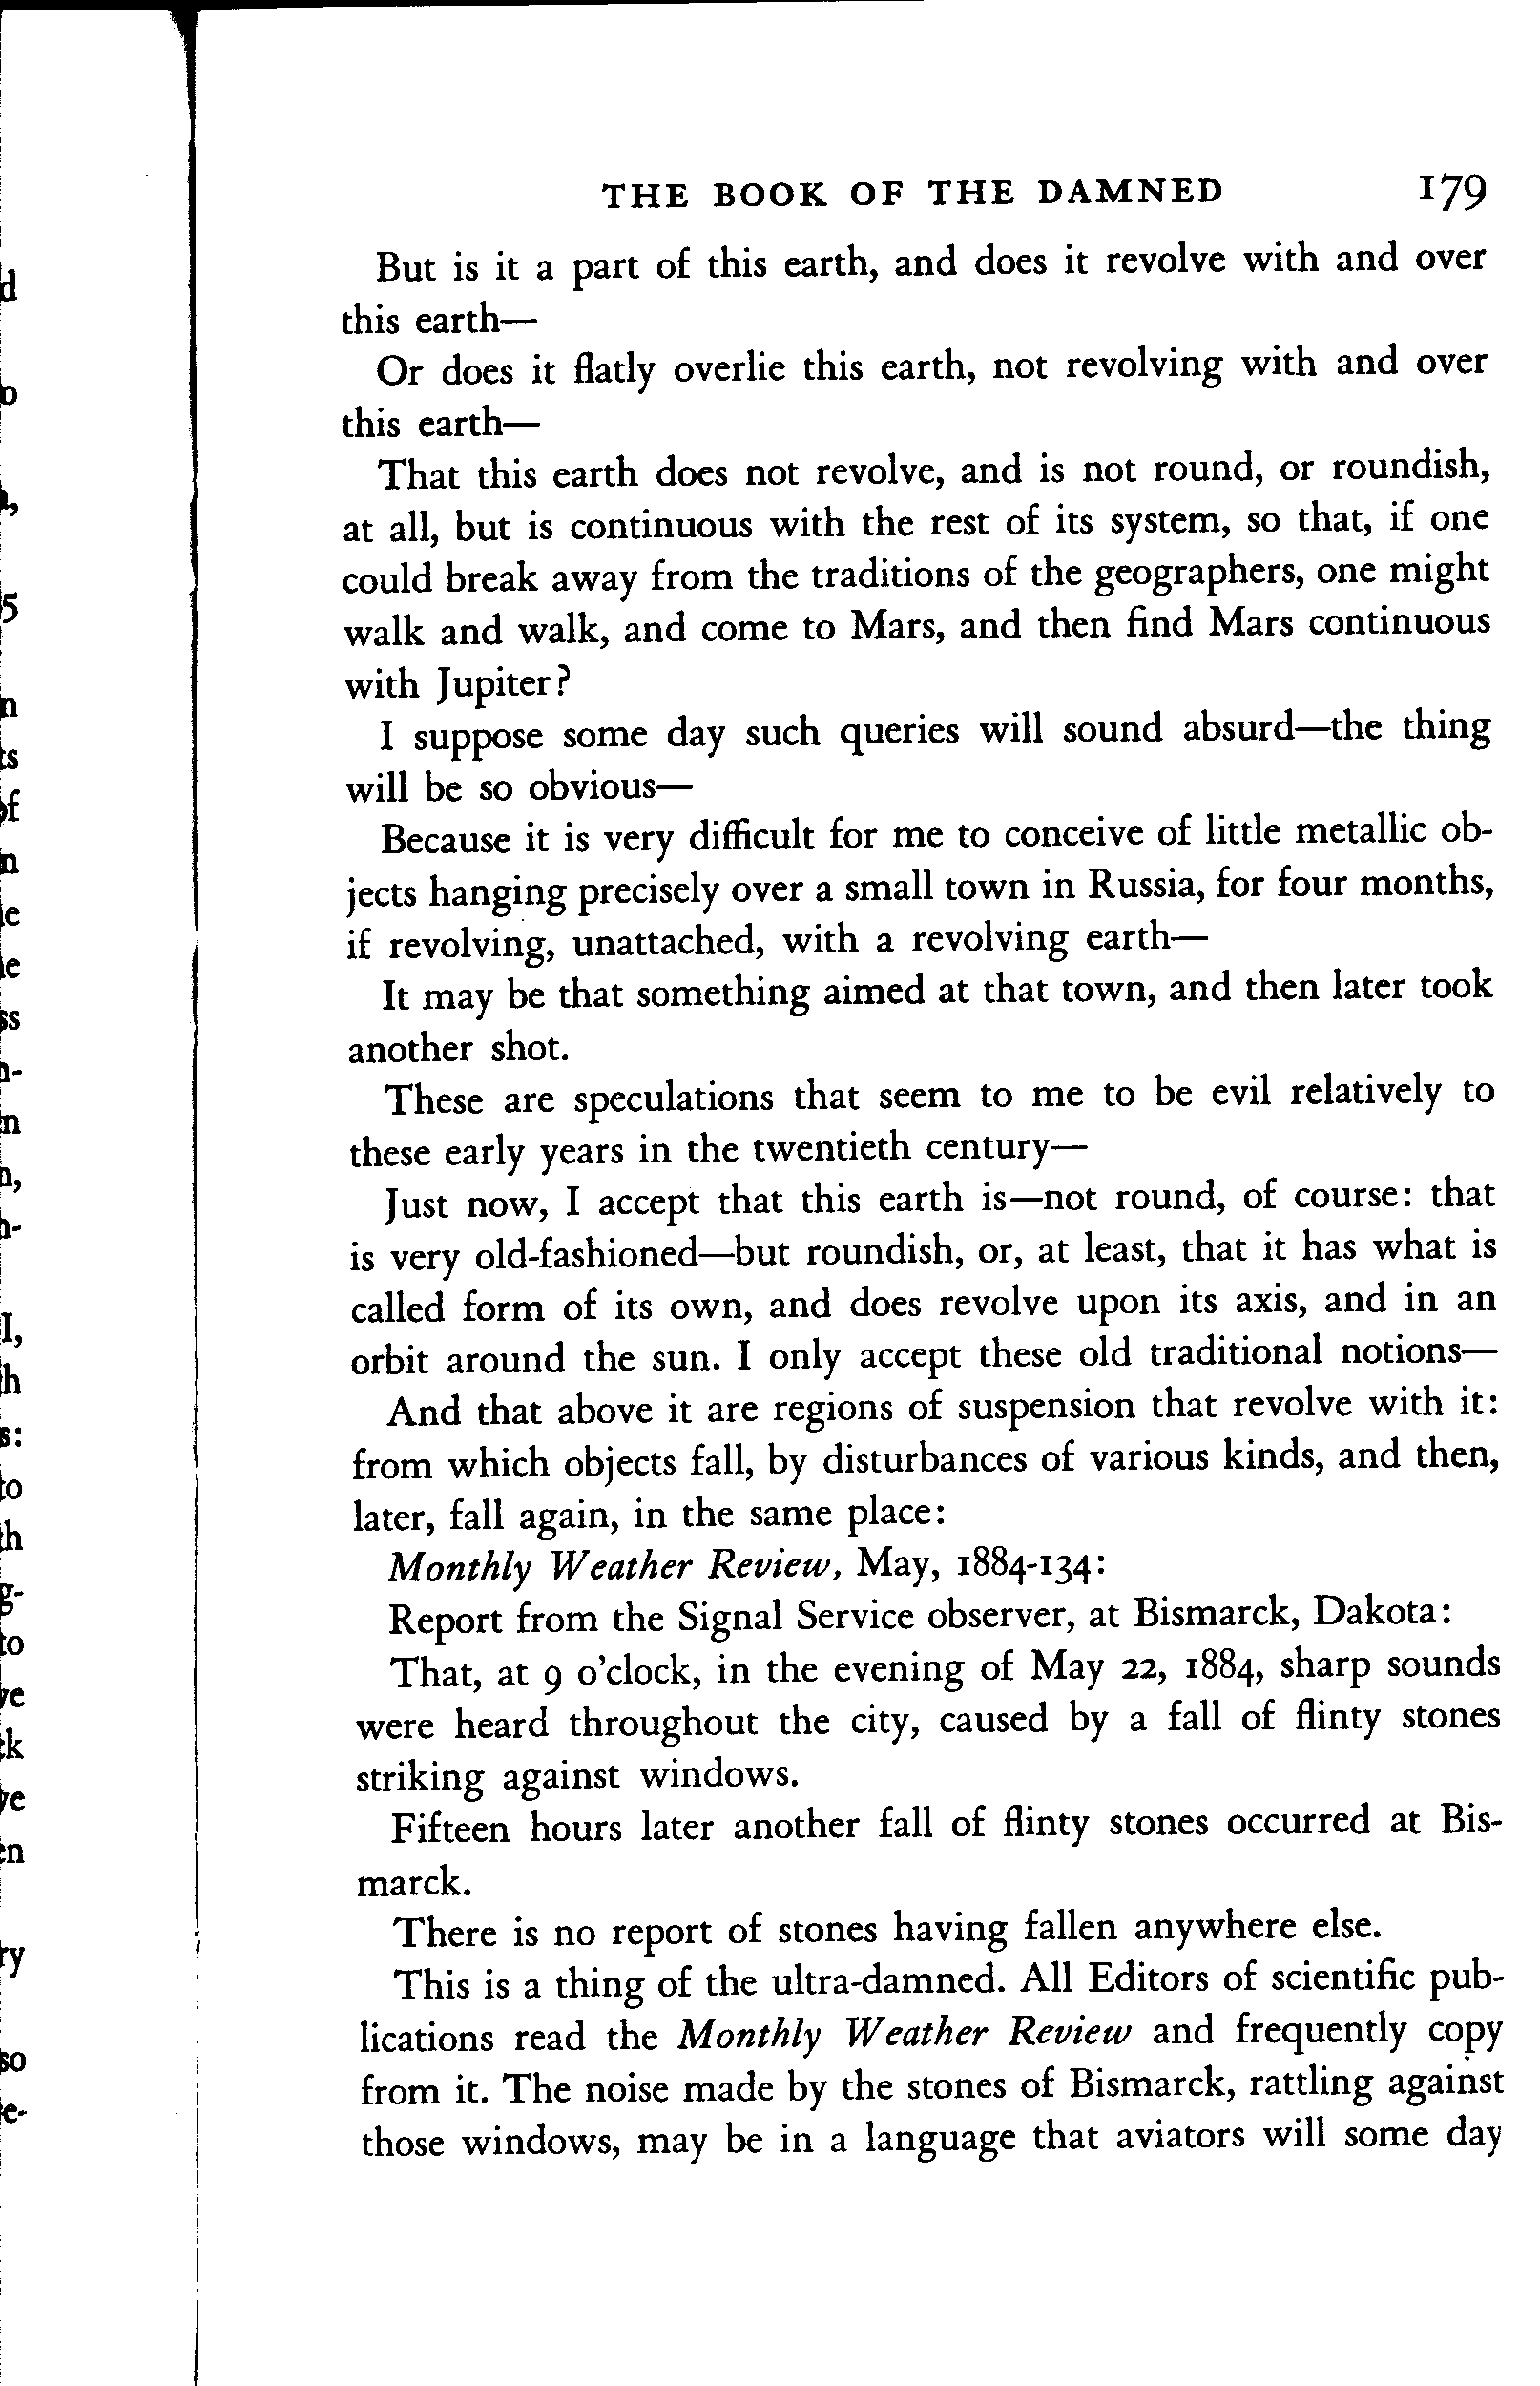 THE BOOK OF THE DAMNED 179
But is it a part of this earth, and does it revolve with and over
this earth—
Or does it flatly overlie this earth, not revolving with and over
this earth—
That this earth does not revolve, and is not round, or roundish,
at all, but is continuous with the rest of its system, so that, if one
could break away from the traditions of the geographers, one might
walk and walk, and come to Mars, and then find Mars continuous
with Jupiter?
I suppose some day such queries will sound absurd—the thing
will be so obvious—
Because it is very difficult for me to conceive of little metallic ob-
jects hanging precisely over a small town in Russia, for four months,
if revolving, unattached, with a revolving earth—
It may be that something aimed at that town, and then later took
another shot.
These are speculations that seem to me to be evil relatively to
these early years in the twentieth century—
Just now, I accept that this earth is—not round, of course: that
is very old-fashioned—but roundish, or, at least, that it has what is
called form of its own, and does revolve upon its axis, and in an
orbit around the sun. I only accept these old traditional notions—
And that above it are regions of suspension that revolve with it:
from which objects fall, by disturbances of various kinds, and then,
later, fall again, in the same place:
Monthly Weather Review, May, 1884-134:
Report from the Signal Service observer, at Bismarck, Dakota:
That, at 9 o'clock, in the evening of May 22, 1884, sharp sounds
were heard throughout the city, caused by a fall of flinty stones
striking against windows.
Fifteen hours later another fall of flinty stones occurred at Bis-
marck.
There is no report of stones having fallen anywhere else.
This is a thing of the ultra-damned. All Editors of scientific pub-
lications read the Monthly Weather Review and frequently copy
from it. The noise made by the stones of Bismarck, rattling against
those windows, may be in a language that aviators will some day